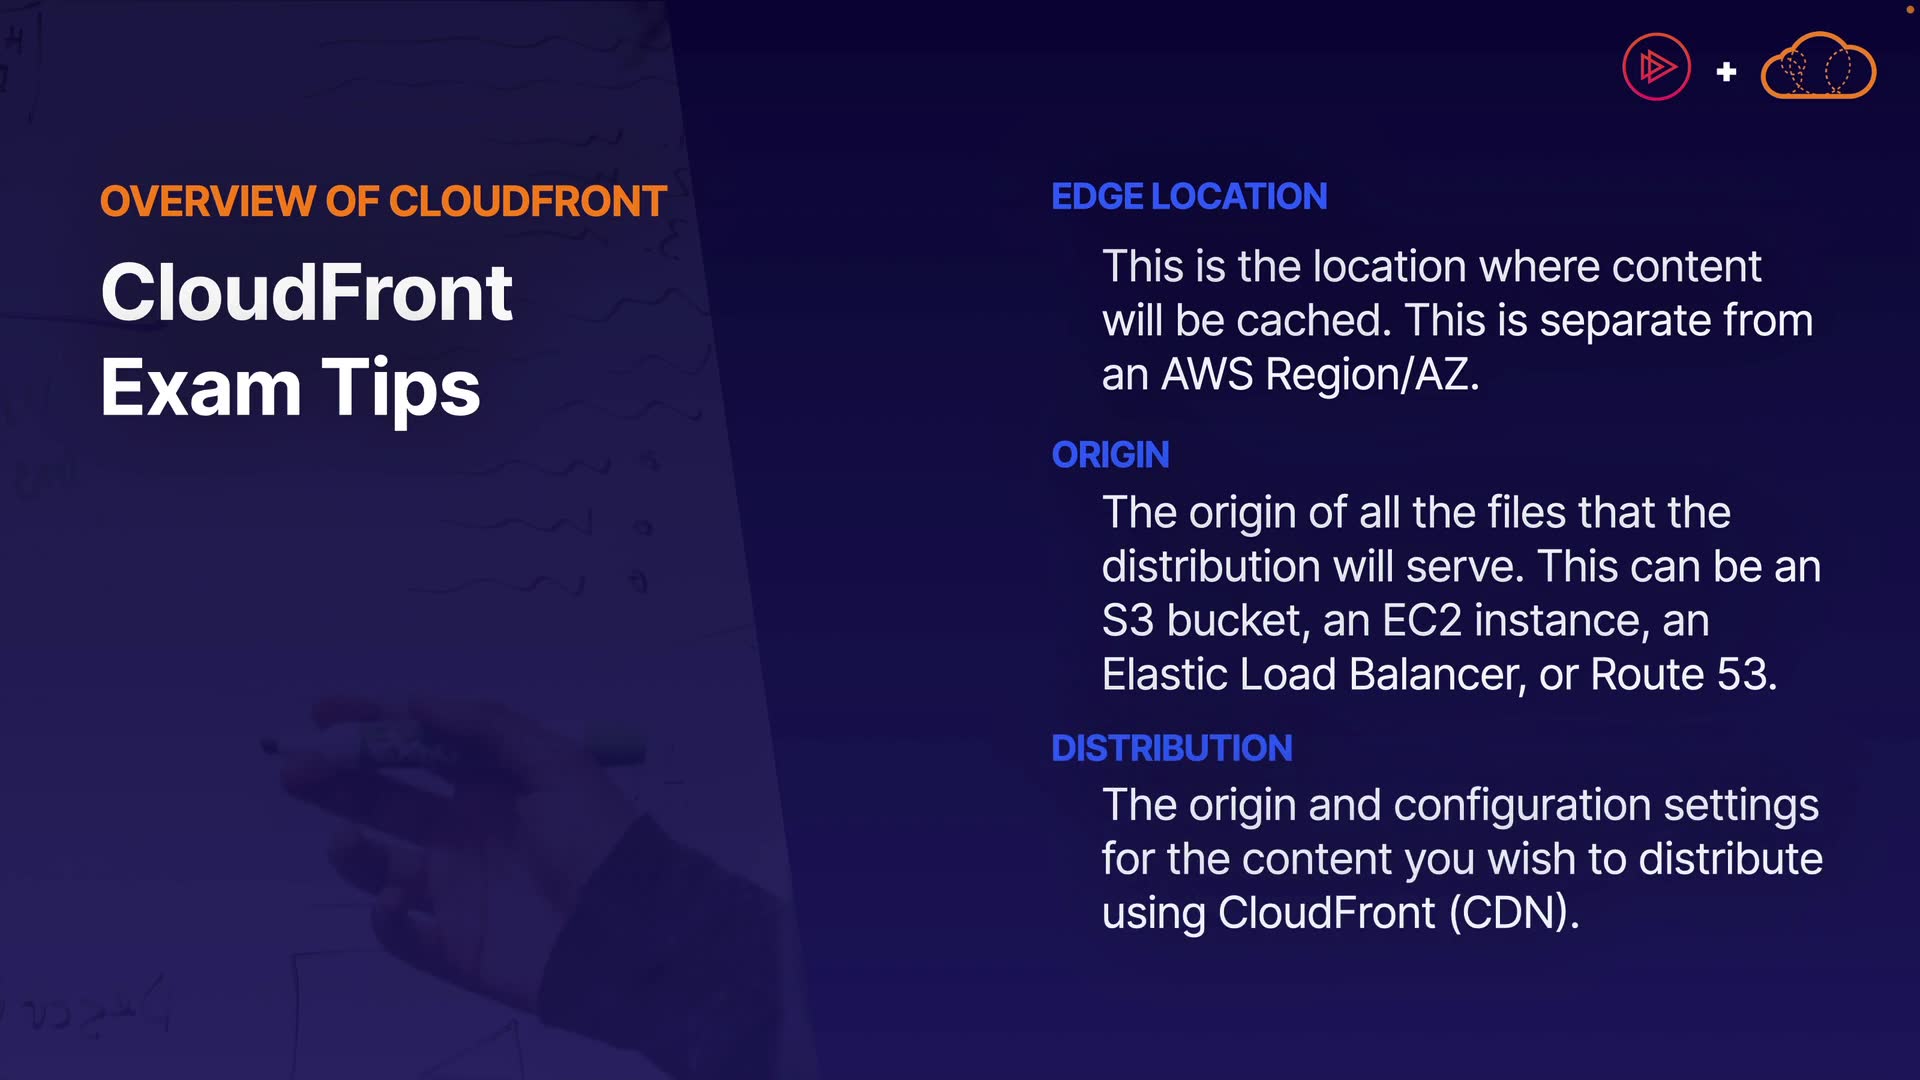 OVERVIEW OF CLOUDFRONT
CloudFront
Exam Tips
EDGE LOCATION
This is the location where content
will be cached. This is separate from
an AWS Region/AZ.
ORIGIN
The origin of all the files that the
distribution will serve. This can be an
S3 bucket, an EC2 instance, an
Elastic Load Balancer, or Route 53.
DISTRIBUTION
The origin and configuration settings
for the content you wish to distribute
using CloudFront (CDN).